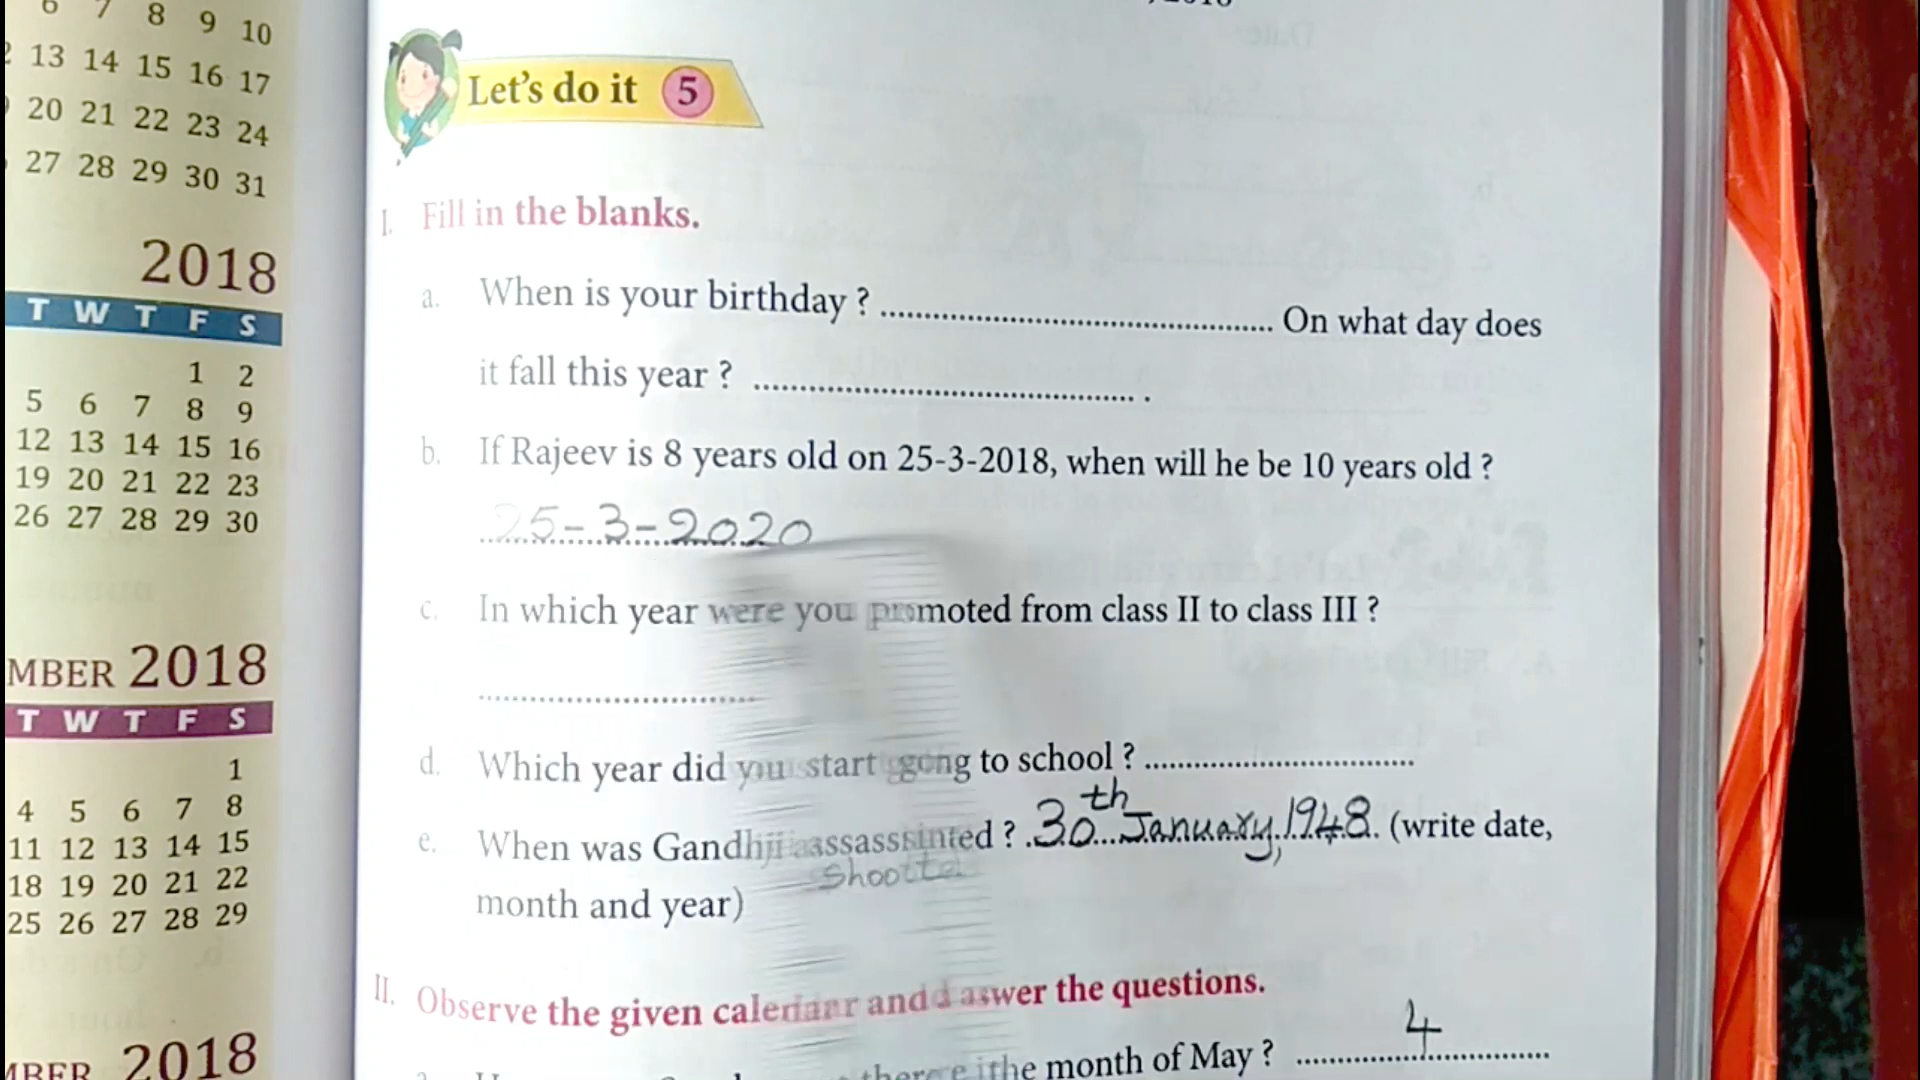 6 7 8 9 10
13 14 15 16 17
20 21 22 23 24
27 28 29 30 31
2018
T W T F S
1 2
5 6 7 8 9
12 13 14 15 16
19 20 21 22 23
26 27 28 29 30
MBER 2018
T W T F S
1
4 5 6 7 8
11 12 13 14 15
18 19 20 21 22
25 26 27 28 29
MBER 2018
Let's do it 5
I. Fill in the blanks.
a. When is your birthday ? .......... On what day does
it fall this year ? .......... .
b. If Rajeev is 8 years old on 25-3-2018, when will he be 10 years old ?
25-3-2020
c. In which year were you promoted from class II to class III ?
..........
d. Which year did you start going to school ? ..........
e. When was Gandhiji ? 30th January, 1948. (write date,
month and year)
II. Observe the given and the questions.
the month of May ? 4